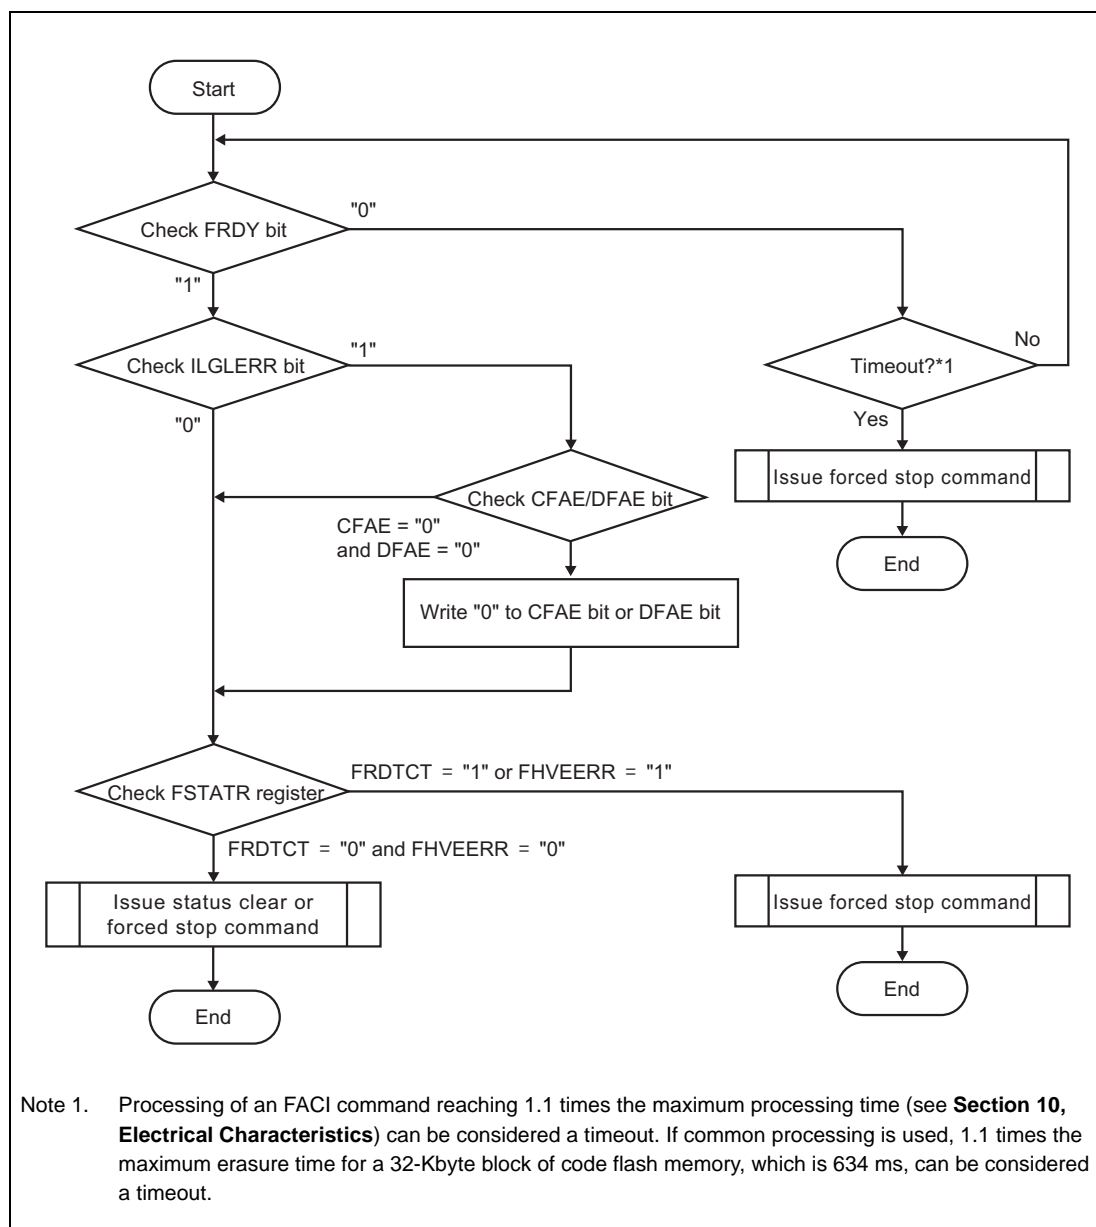 Start
Check FRDY bit
"0"
"1"
Check ILGLERR bit
"1"
"0"
Timeout?*1
No
Yes
Issue forced stop command
End
Check CFAE/DFAE bit
CFAE = "0"
and DFAE = "0"
Write "0" to CFAE bit or DFAE bit
Check FSTATR register
FRDTCT = "1" or FHVEERR = "1"
FRDTCT = "0" and FHVEERR = "0"
Issue status clear or
forced stop command
End
Issue forced stop command
End
Note 1. Processing of an FACI command reaching 1.1 times the maximum processing time (see Section 10,
Electrical Characteristics) can be considered a timeout. If common processing is used, 1.1 times the
maximum erasure time for a 32-Kbyte block of code flash memory, which is 634 ms, can be considered
a timeout.